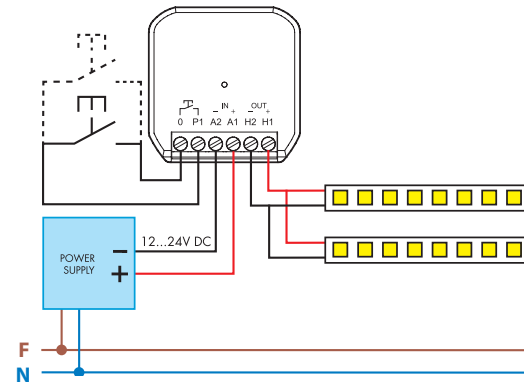 IN
OUT
– + – +
0 P1 A2 A1 H2 H1
12...24V DC
–
+
POWER
SUPPLY
F
N